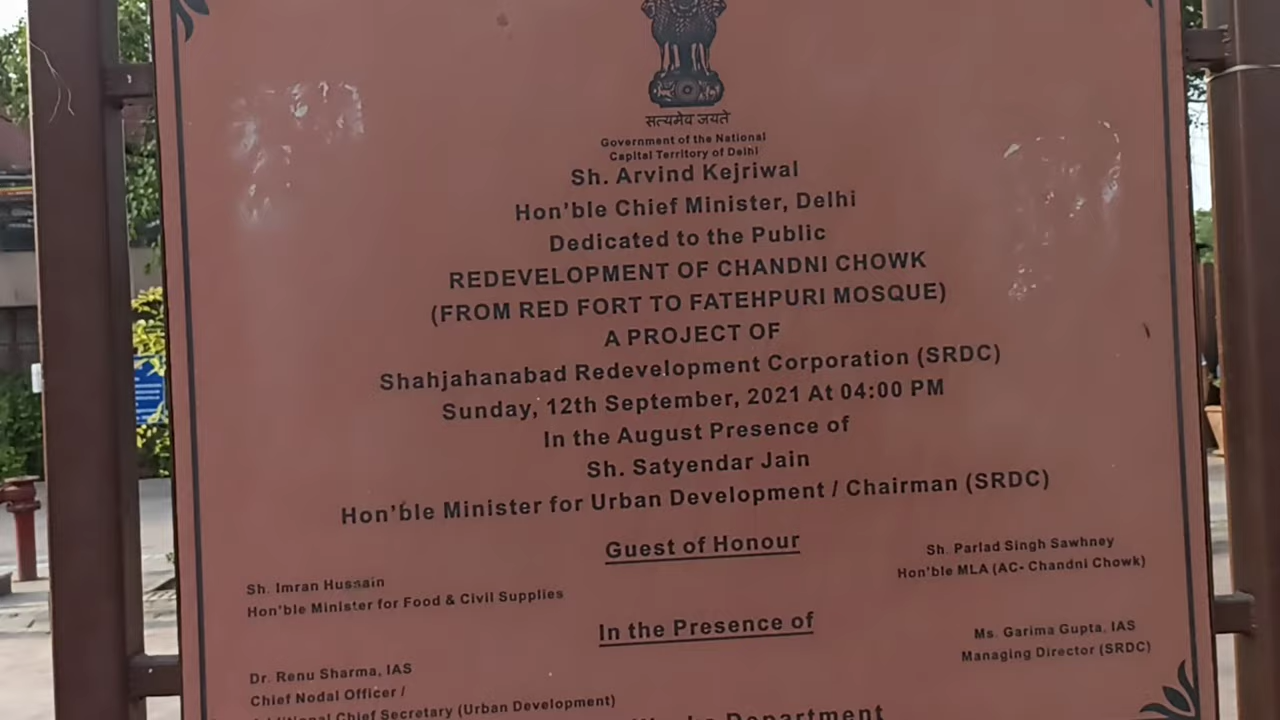 सत्यमेव जयते
Government of the National
Capital Territory of Delhi
Sh. Arvind Kejriwal
Hon'ble Chief Minister, Delhi
Dedicated to the Public
REDEVELOPMENT OF CHANDNI CHOWK
(FROM RED FORT TO FATEHPURI MOSQUE)
A PROJECT OF
Shahjahanabad Redevelopment Corporation (SRDC)
Sunday, 12th September, 2021 At 04:00 PM
In the August Presence of
Sh. Satyendar Jain
Hon'ble Minister for Urban Development / Chairman (SRDC)
Guest of Honour
Sh. Imran Hussain
Hon'ble Minister for Food & Civil Supplies
Sh. Parlad Singh Sawhney
Hon'ble MLA (AC- Chandni Chowk)
In the Presence of
Dr. Renu Sharma, IAS
Chief Nodal Officer /
Chief Secretary (Urban Development)
Ms. Garima Gupta, IAS
Managing Director (SRDC)
Department